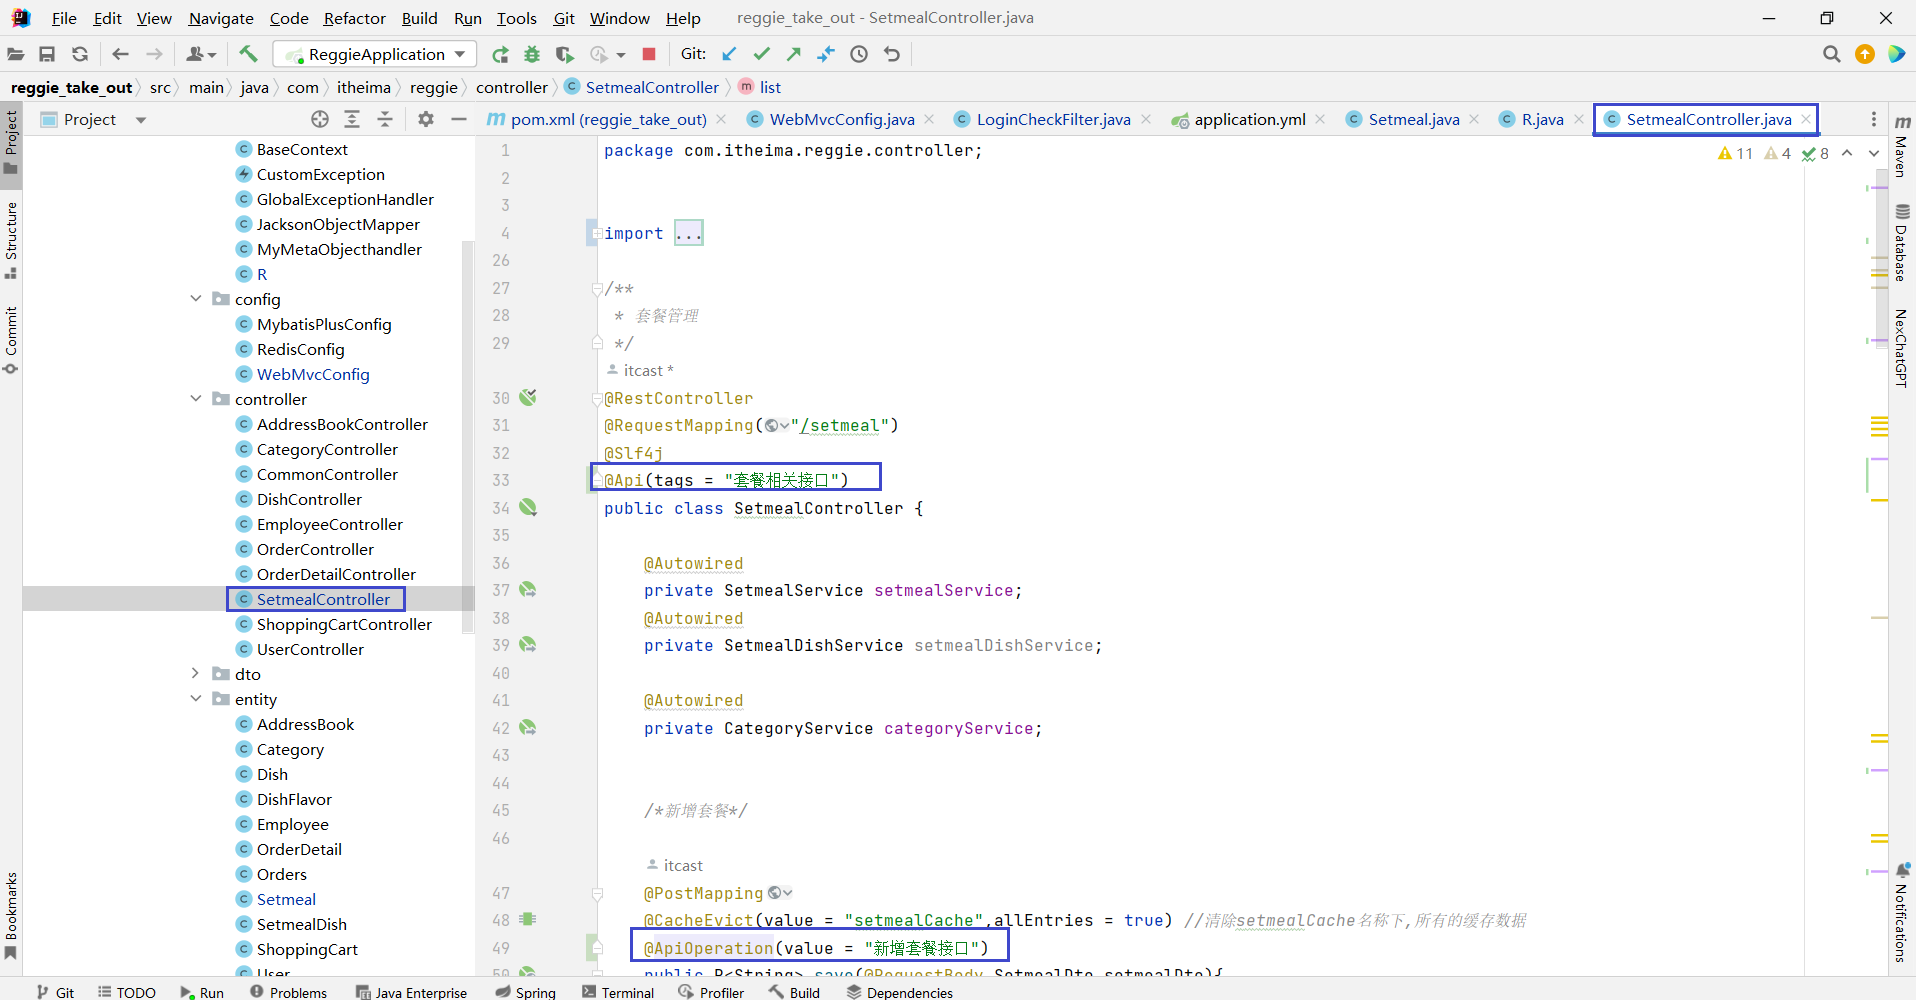 File Edit View Navigate Code Refactor Build Run Tools Git Window Help reggie_take_out - SetmealController.java
ReggieApplication Git:
reggie_take_out src main java com itheima reggie controller SetmealController list
Project
pom.xml (reggie_take_out) WebMvcConfig.java LoginCheckFilter.java application.yml Setmeal.java R.java SetmealController.java
11 4 8
Project
Structure
Commit
Bookmarks
BaseContext
CustomException
GlobalExceptionHandler
JacksonObjectMapper
MyMetaObjecthandler
R
config
MybatisPlusConfig
RedisConfig
WebMvcConfig
controller
AddressBookController
CategoryController
CommonController
DishController
EmployeeController
OrderController
OrderDetailController
SetmealController
ShoppingCartController
UserController
dto
entity
AddressBook
Category
Dish
DishFlavor
Employee
OrderDetail
Orders
Setmeal
SetmealDish
ShoppingCart
User
1 package com.itheima.reggie.controller;
2
3
4 import ...
26
27 /**
28 * 套餐管理
29 */
itcast *
30 @RestController
31 @RequestMapping("/setmeal")
32 @Slf4j
33 @Api(tags = "套餐相关接口")
34 public class SetmealController {
35
36 @Autowired
37 private SetmealService setmealService;
38 @Autowired
39 private SetmealDishService setmealDishService;
40
41 @Autowired
42 private CategoryService categoryService;
43
44
45 /*新增套餐*/
46
itcast
47 @PostMapping
48 @CacheEvict(value = "setmealCache",allEntries = true) //清除setmealCache名称下,所有的缓存数据
49 @ApiOperation(value = "新增套餐接口")
50 public R<String> save(@RequestBody SetmealDto setmealDto){
Maven
Database
NexChatGPT
Notifications
Git TODO Run Problems Java Enterprise Spring Terminal Profiler Build Dependencies